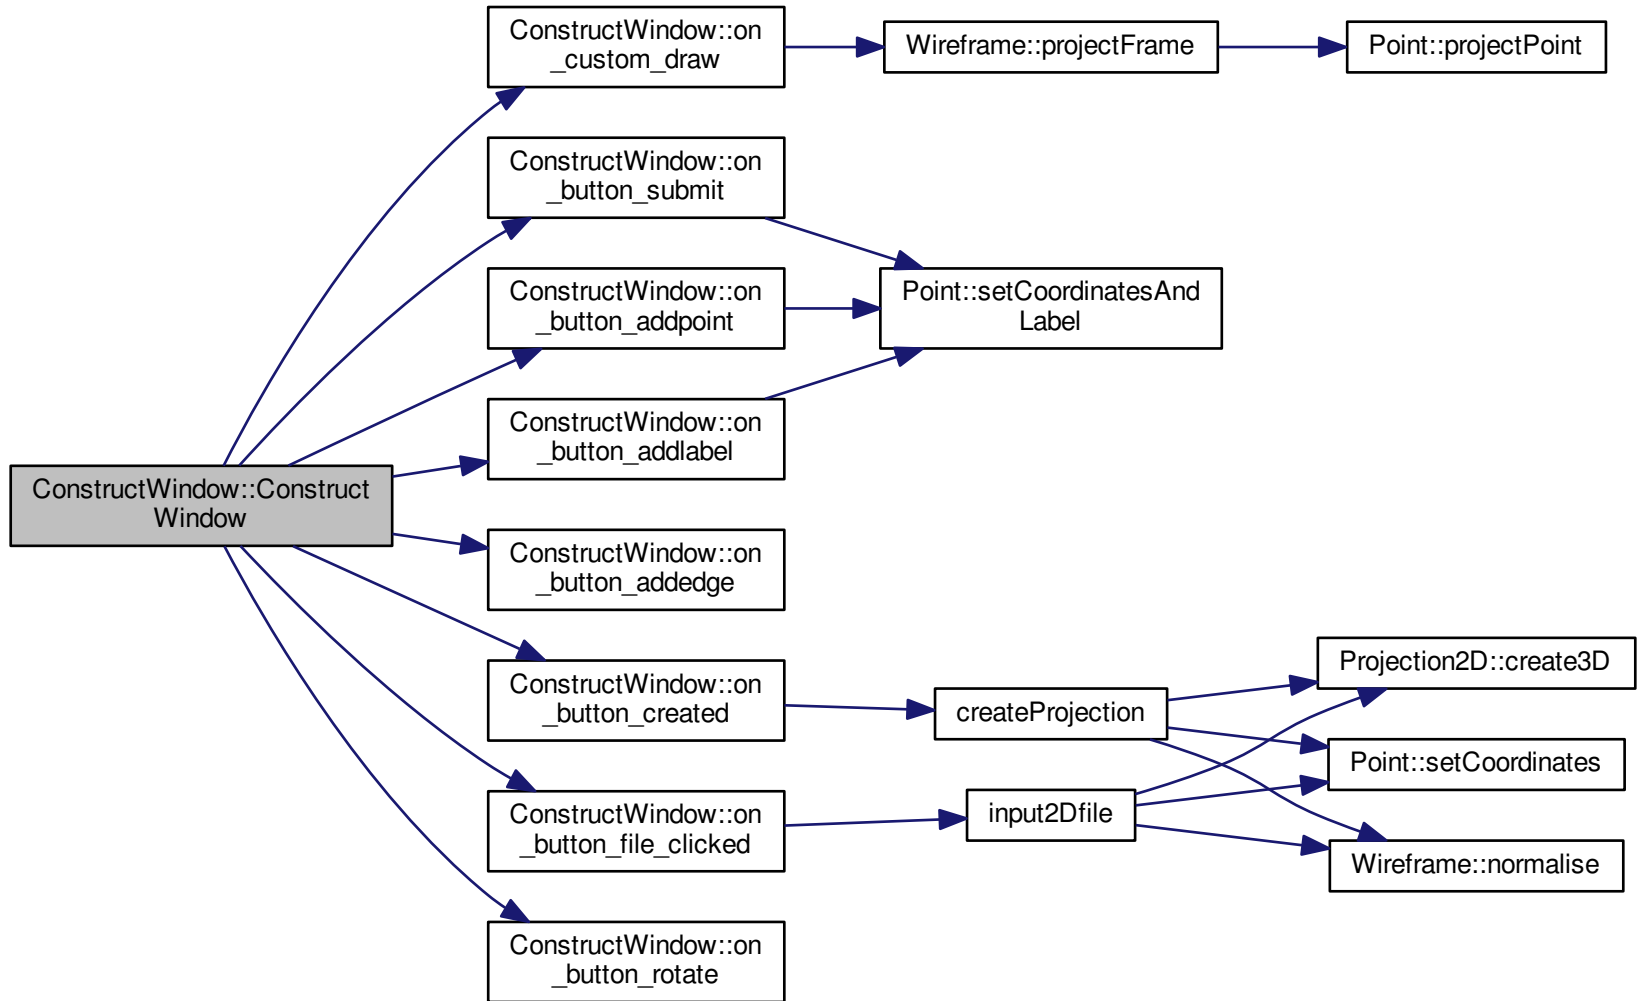 ConstructWindow::on
_custom_draw
Wireframe::projectFrame
Point::projectPoint
ConstructWindow::on
_button_submit
ConstructWindow::on
_button_addpoint
Point::setCoordinatesAnd
Label
ConstructWindow::on
_button_addlabel
ConstructWindow::Construct
Window
ConstructWindow::on
_button_addedge
ConstructWindow::on
_button_created
createProjection
Projection2D::create3D
Point::setCoordinates
ConstructWindow::on
_button_file_clicked
input2Dfile
Wireframe::normalise
ConstructWindow::on
_button_rotate